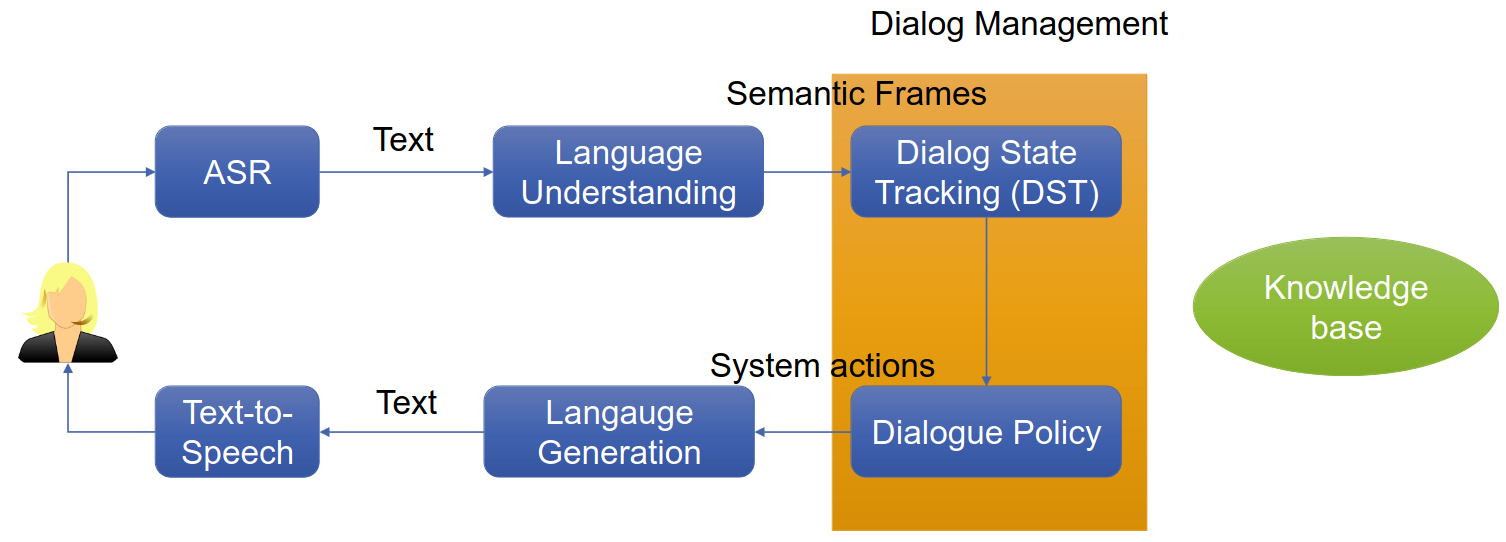 Dialog Management
Semantic Frames
ASR
Text
Language
Understanding
Dialog State
Tracking (DST)
Knowledge
base
System actions
Text-to-
Speech
Text
Langauge
Generation
Dialogue Policy